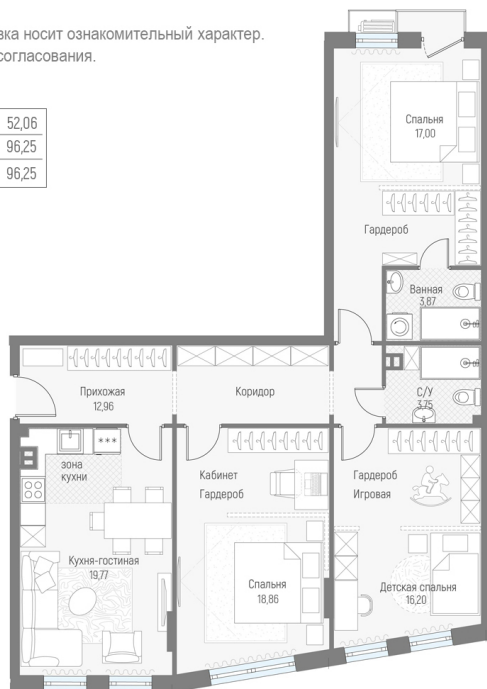 вка носит ознакомительный характер.
согласования.
52,06
96,25
96,25
Спальня
17,00
Гардероб
Ванная
3,87
С/У
3,75
Прихожая
12,96
Коридор
зона
кухни
Кухня-гостиная
19,77
Кабинет
Гардероб
Спальня
18,86
Гардероб
Игровая
Детская спальня
16,20